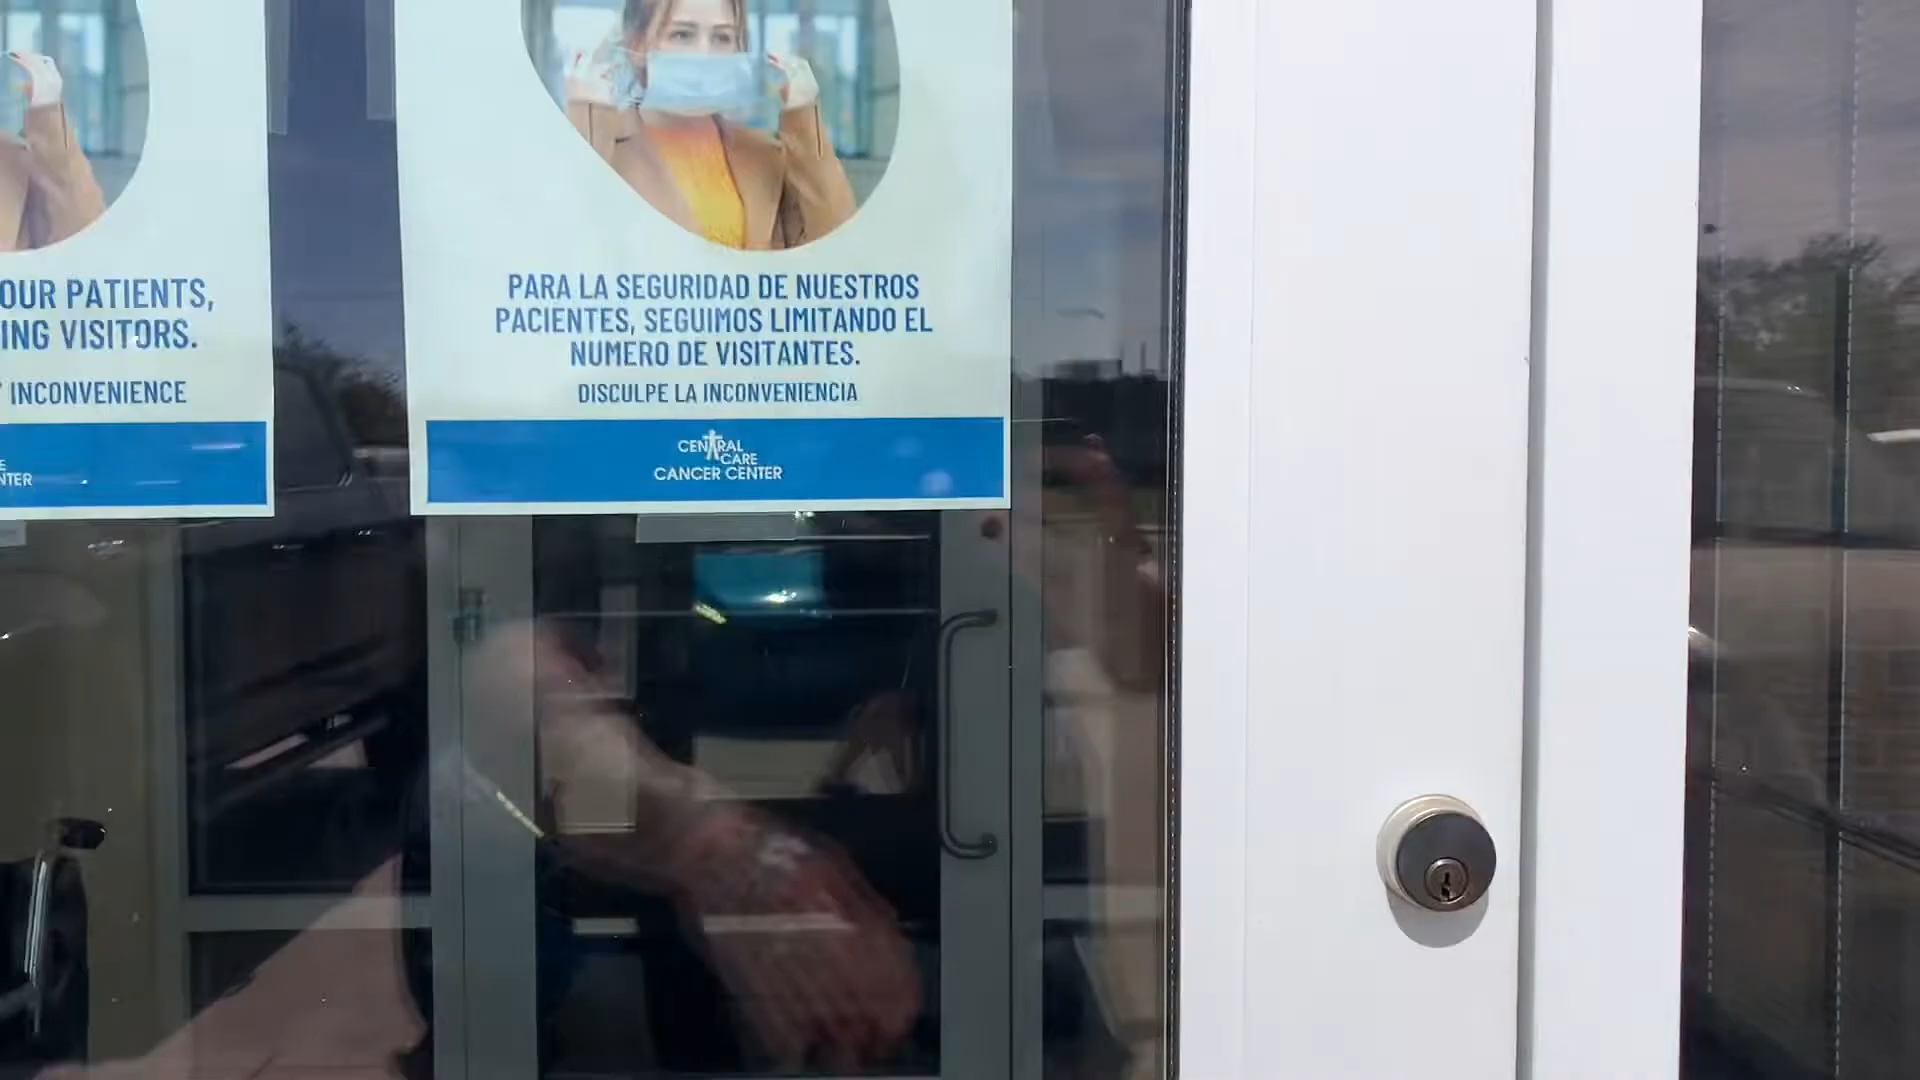 OUR PATIENTS,
ING VISITORS.
INCONVENIENCE
NTER
PARA LA SEGURIDAD DE NUESTROS
PACIENTES, SEGUIMOS LIMITANDO EL
NUMERO DE VISITANTES.
DISCULPE LA INCONVENIENCIA
CENTRAL
CARE
CANCER CENTER